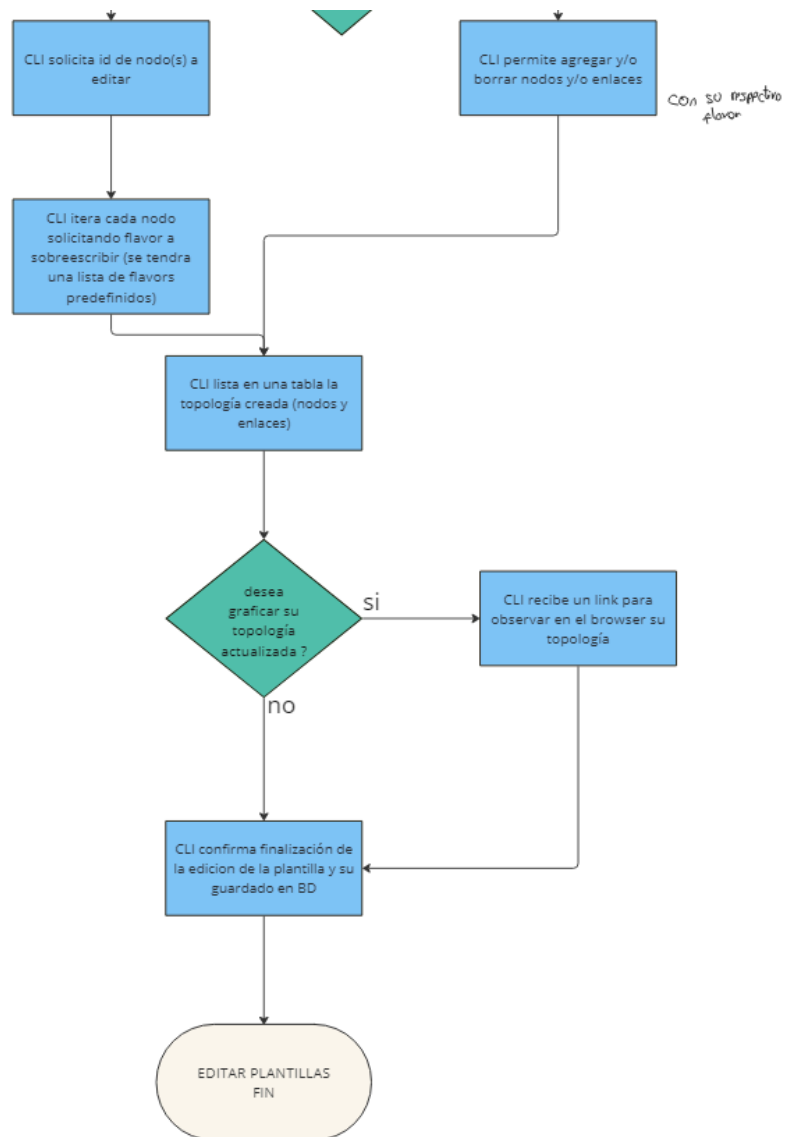 CLI solicita id de nodo(s) a
editar
CLI permite agregar y/o
borrar nodos y/o enlaces
con su respectivo
flavor
CLI itera cada nodo
solicitando flavor a
sobreescribir (se tendra
una lista de flavors
predefinidos)
CLI lista en una tabla la
topología creada (nodos y
enlaces)
desea
graficar su
topología
actualizada ?
si
CLI recibe un link para
observar en el browser su
topología
no
CLI confirma finalización de
la edicion de la plantilla y su
guardado en BD
EDITAR PLANTILLAS
FIN